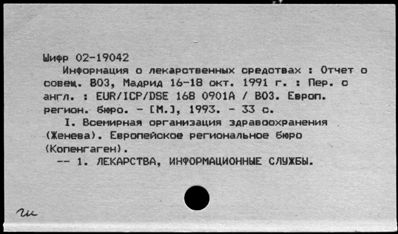 Шифр 02-19042
Информация о лекарственных средствах : Отчет о
совещ. ВОЗ, Мадрид 16-18 окт. 1991 г. : Пер. с
англ. : EUR/ICP/DSE 168 0901A / ВОЗ. Европ.
регион. бюро. - [М.], 1993. - 33 с.
I. Всемирная организация здравоохранения
(Женева). Европейское региональное бюро
(Копенгаген).
-- 1. ЛЕКАРСТВА, ИНФОРМАЦИОННЫЕ СЛУЖБЫ.